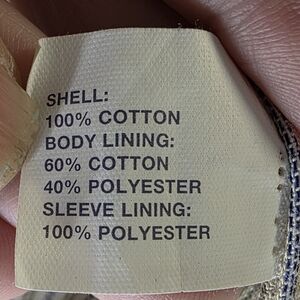 SHELL:
100% COTTON
BODY LINING:
60% COTTON
40% POLYESTER
SLEEVE LINING:
100% POLYESTER